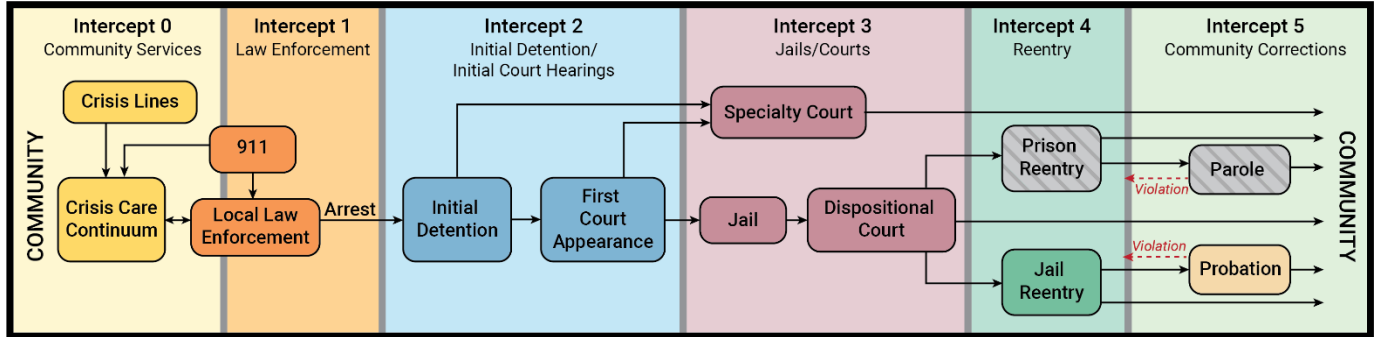 Intercept 0
Community Services
Intercept 1
Law Enforcement
Intercept 2
Initial Detention/
Initial Court Hearings
Intercept 3
Jails/Courts
Intercept 4
Reentry
Intercept 5
Community Corrections
COMMUNITY
Crisis Lines
911
Crisis Care
Continuum
Local Law
Enforcement
Arrest
Initial
Detention
First
Court
Appearance
Specialty Court
Jail
Dispositional
Court
Prison
Reentry
Violation
Parole
Jail
Reentry
Violation
Probation
COMMUNITY